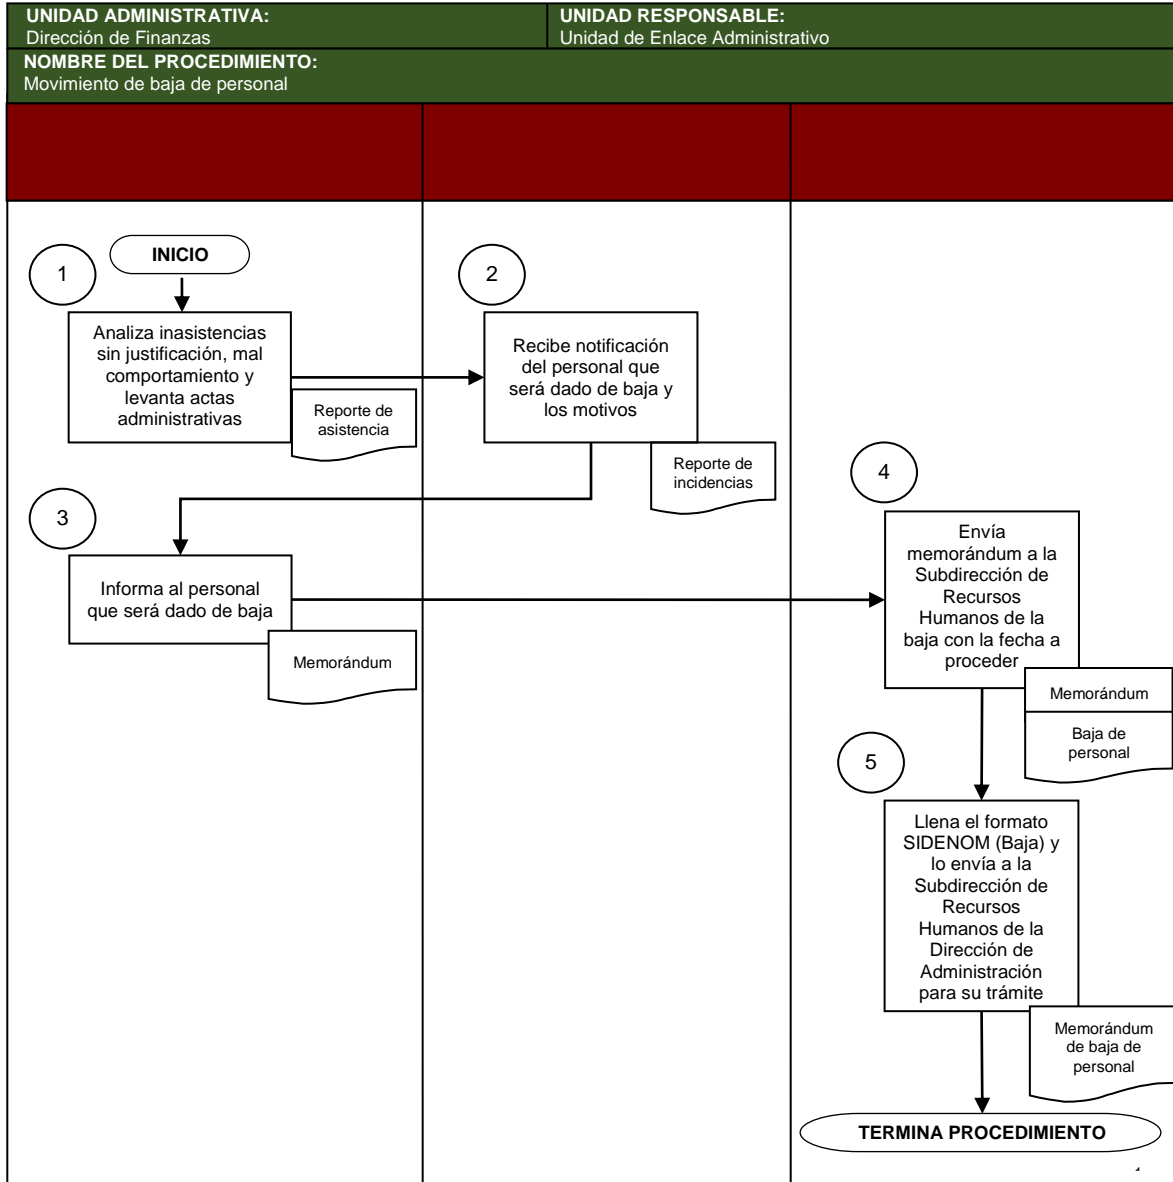 UNIDAD ADMINISTRATIVA:
Dirección de Finanzas
UNIDAD RESPONSABLE:
Unidad de Enlace Administrativo
NOMBRE DEL PROCEDIMIENTO:
Movimiento de baja de personal
INICIO
1
Analiza inasistencias
sin justificación, mal
comportamiento y
levanta actas
administrativas
Reporte de
asistencia
2
Recibe notificación
del personal que
será dado de baja y
los motivos
Reporte de
incidencias
3
Informa al personal
que será dado de baja
Memorándum
4
Envía
memorándum a la
Subdirección de
Recursos
Humanos de la
baja con la fecha a
proceder
Memorándum
Baja de
personal
5
Llena el formato
SIDENOM (Baja) y
lo envía a la
Subdirección de
Recursos
Humanos de la
Dirección de
Administración
para su trámite
Memorándum
de baja de
personal
TERMINA PROCEDIMIENTO